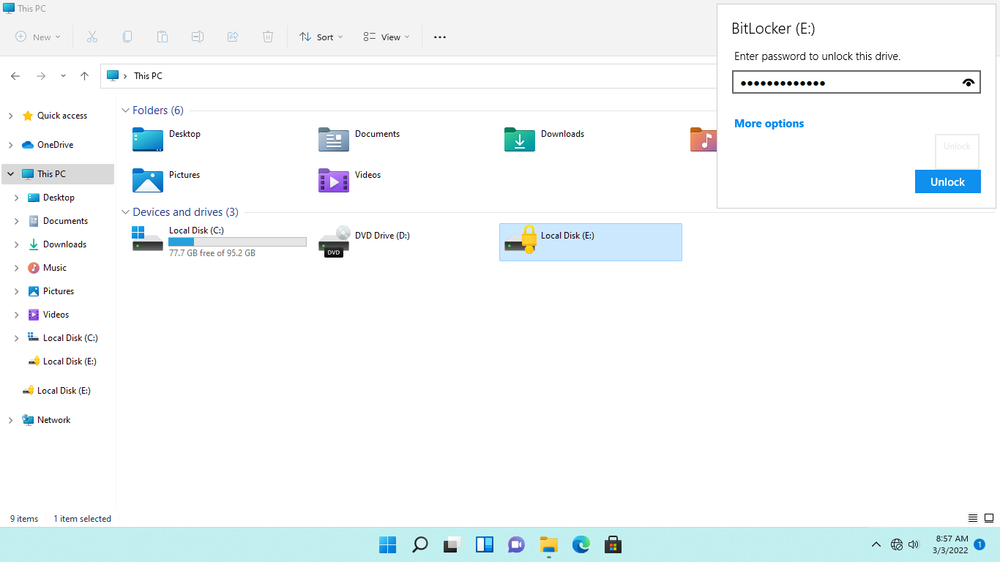 This PC
New
Sort
View
This PC
Quick access
OneDrive
This PC
Desktop
Documents
Downloads
Music
Pictures
Videos
Local Disk (C:)
Local Disk (E:)
Local Disk (E:)
Network
Folders (6)
Desktop
Documents
Downloads
Pictures
Videos
Devices and drives (3)
Local Disk (C:)
77.7 GB free of 95.2 GB
DVD
DVD Drive (D:)
Local Disk (E:)
BitLocker (E:)
Enter password to unlock this drive.
●●●●●●●●●●●●●
More options
Unlock
Unlock
9 items
1 item selected
8:57 AM
3/3/2022
1